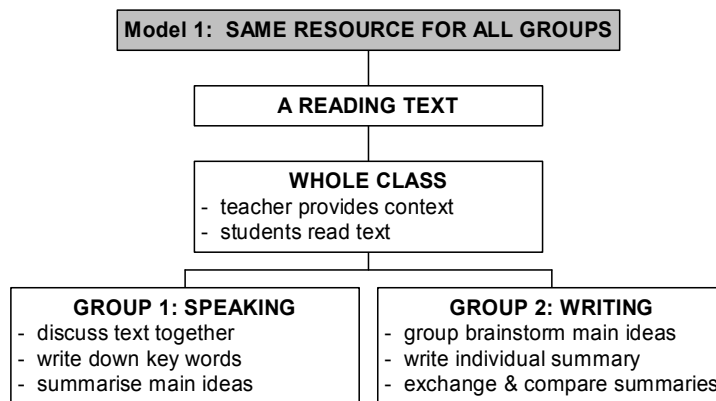 Model 1: SAME RESOURCE FOR ALL GROUPS
A READING TEXT
WHOLE CLASS
- teacher provides context
- students read text
GROUP 1: SPEAKING
- discuss text together
- write down key words
- summarise main ideas
GROUP 2: WRITING
- group brainstorm main ideas
- write individual summary
- exchange & compare summaries